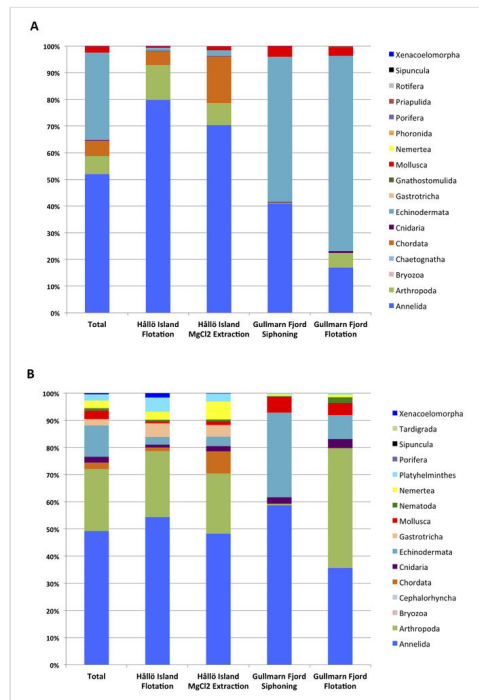 A
100%
90%
80%
70%
60%
50%
40%
30%
20%
10%
0%
Total
Hållö Island
Flotation
Hållö Island
MgCl2 Extraction
Gullmarn Fjord
Siphoning
Gullmarn Fjord
Flotation
Xenacoelomorpha
Sipuncula
Rotifera
Priapulida
Porifera
Phoronida
Nemertea
Mollusca
Gnathostomulida
Gastrotricha
Echinodermata
Cnidaria
Chordata
Chaetognatha
Bryozoa
Arthropoda
Annelida
B
100%
90%
80%
70%
60%
50%
40%
30%
20%
10%
0%
Total
Hållö Island
Flotation
Hållö Island
MgCl2 Extraction
Gullmarn Fjord
Siphoning
Gullmarn Fjord
Flotation
Xenacoelomorpha
Tardigrada
Sipuncula
Porifera
Platyhelminthes
Nemertea
Nematoda
Mollusca
Gastrotricha
Echinodermata
Cnidaria
Chordata
Cephalorhyncha
Bryozoa
Arthropoda
Annelida